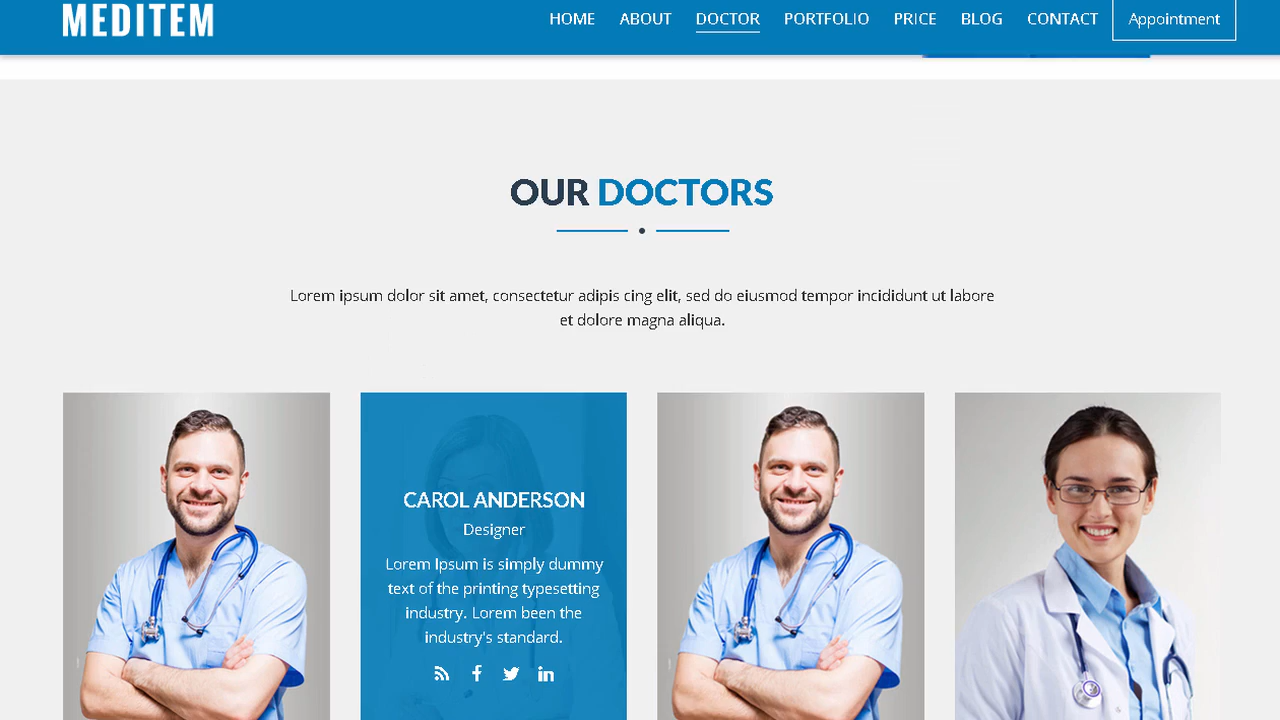 MEDITEM
HOME ABOUT DOCTOR PORTFOLIO PRICE BLOG CONTACT Appointment
OUR DOCTORS
Lorem ipsum dolor sit amet, consectetur adipis cing elit, sed do eiusmod tempor incididunt ut labore
et dolore magna aliqua.
CAROL ANDERSON
Designer
Lorem Ipsum is simply dummy
text of the printing typesetting
industry. Lorem been the
industry's standard.